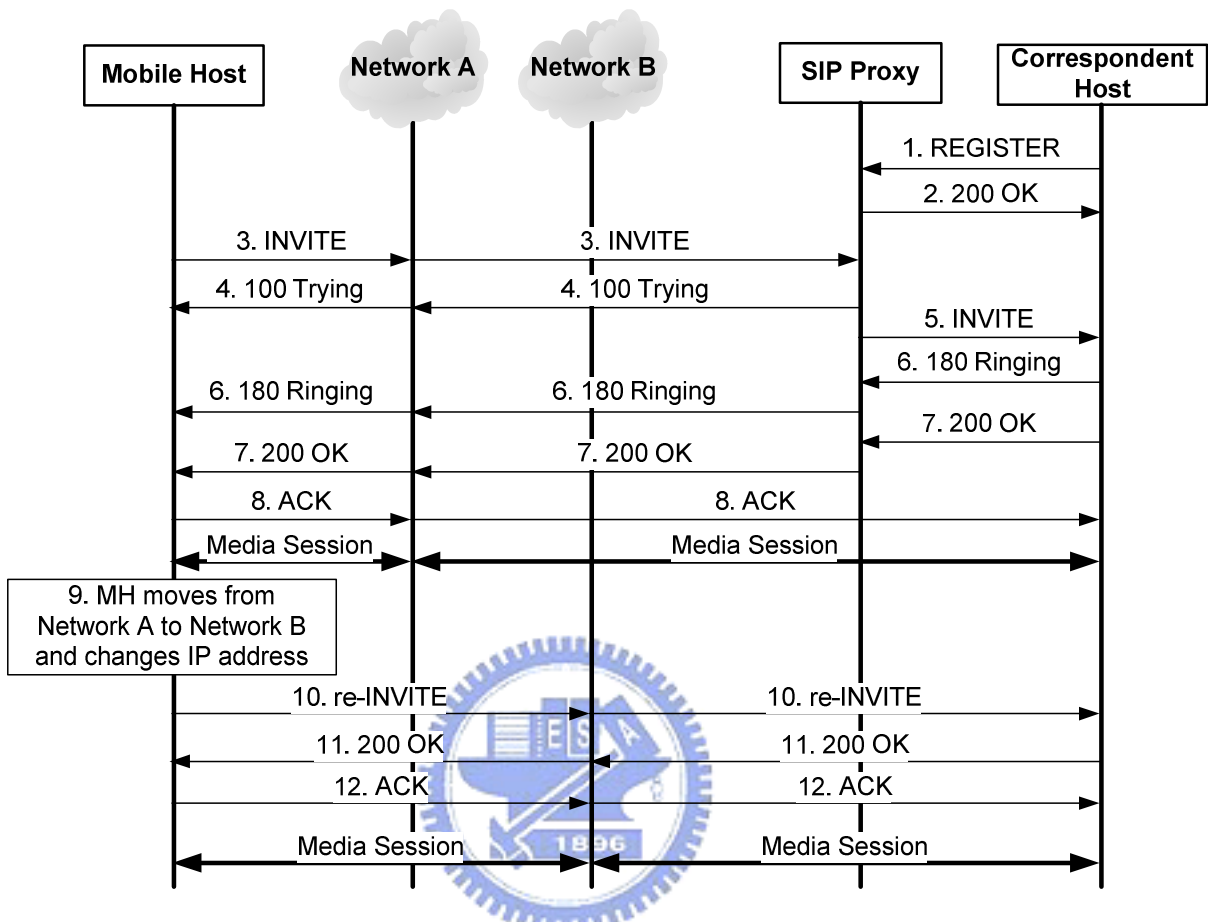 Mobile Host
Network A
Network B
SIP Proxy
Correspondent
Host
1. REGISTER
2. 200 OK
3. INVITE
3. INVITE
4. 100 Trying
4. 100 Trying
5. INVITE
6. 180 Ringing
6. 180 Ringing
6. 180 Ringing
7. 200 OK
7. 200 OK
7. 200 OK
8. ACK
8. ACK
Media Session
Media Session
9. MH moves from
Network A to Network B
and changes IP address
10. re-INVITE
10. re-INVITE
11. 200 OK
11. 200 OK
12. ACK
12. ACK
Media Session
Media Session
E S A
1896